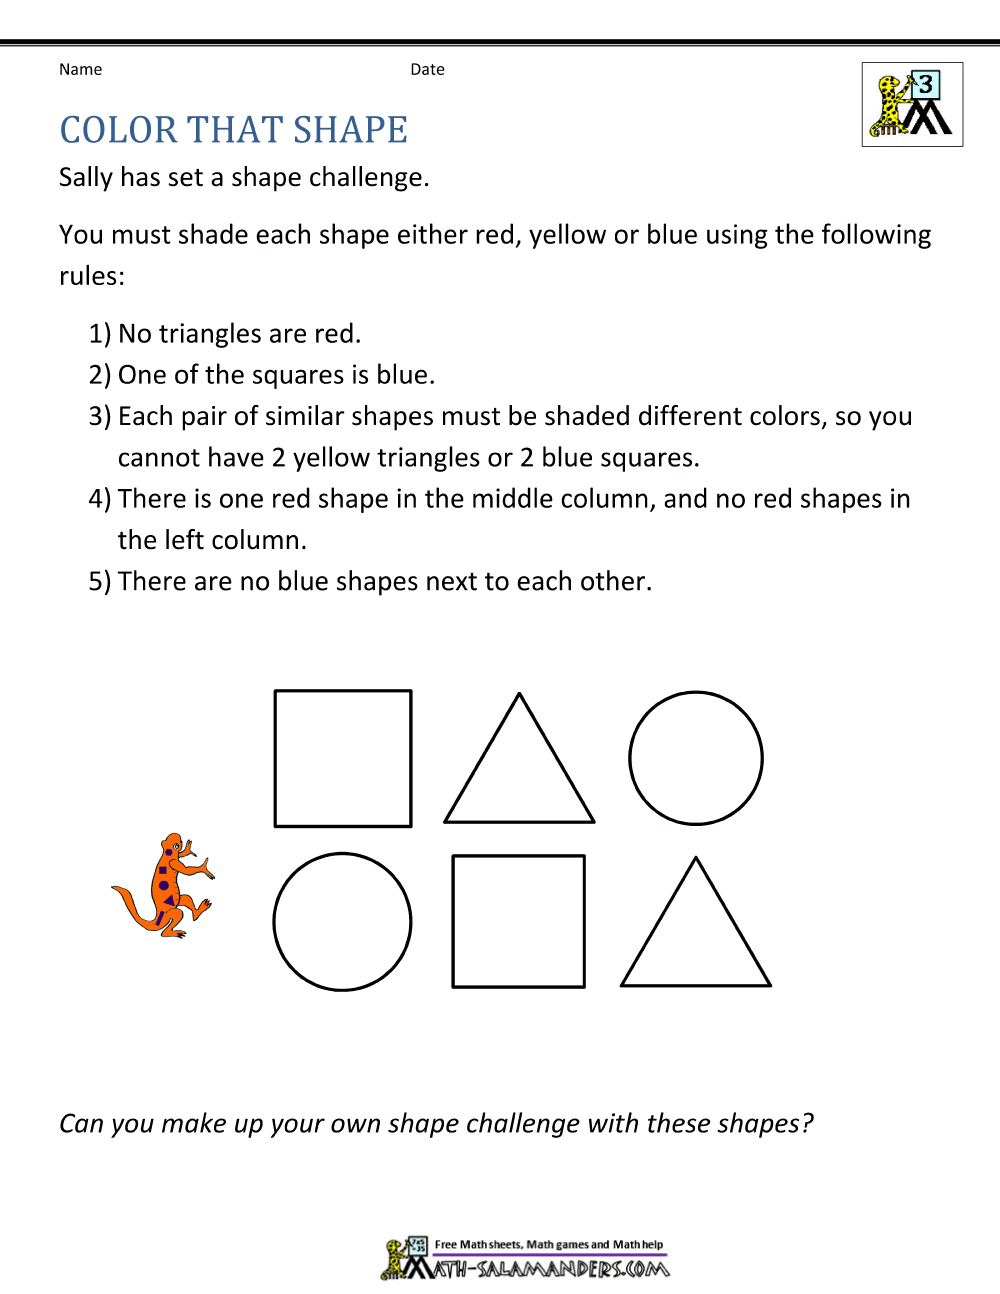 Name Date
3
COLOR THAT SHAPE
Sally has set a shape challenge.
You must shade each shape either red, yellow or blue using the following
rules:
1) No triangles are red.
2) One of the squares is blue.
3) Each pair of similar shapes must be shaded different colors, so you
cannot have 2 yellow triangles or 2 blue squares.
4) There is one red shape in the middle column, and no red shapes in
the left column.
5) There are no blue shapes next to each other.
Can you make up your own shape challenge with these shapes?
Free Math sheets, Math games and Math help
MATH-SALAMANDERS.COM